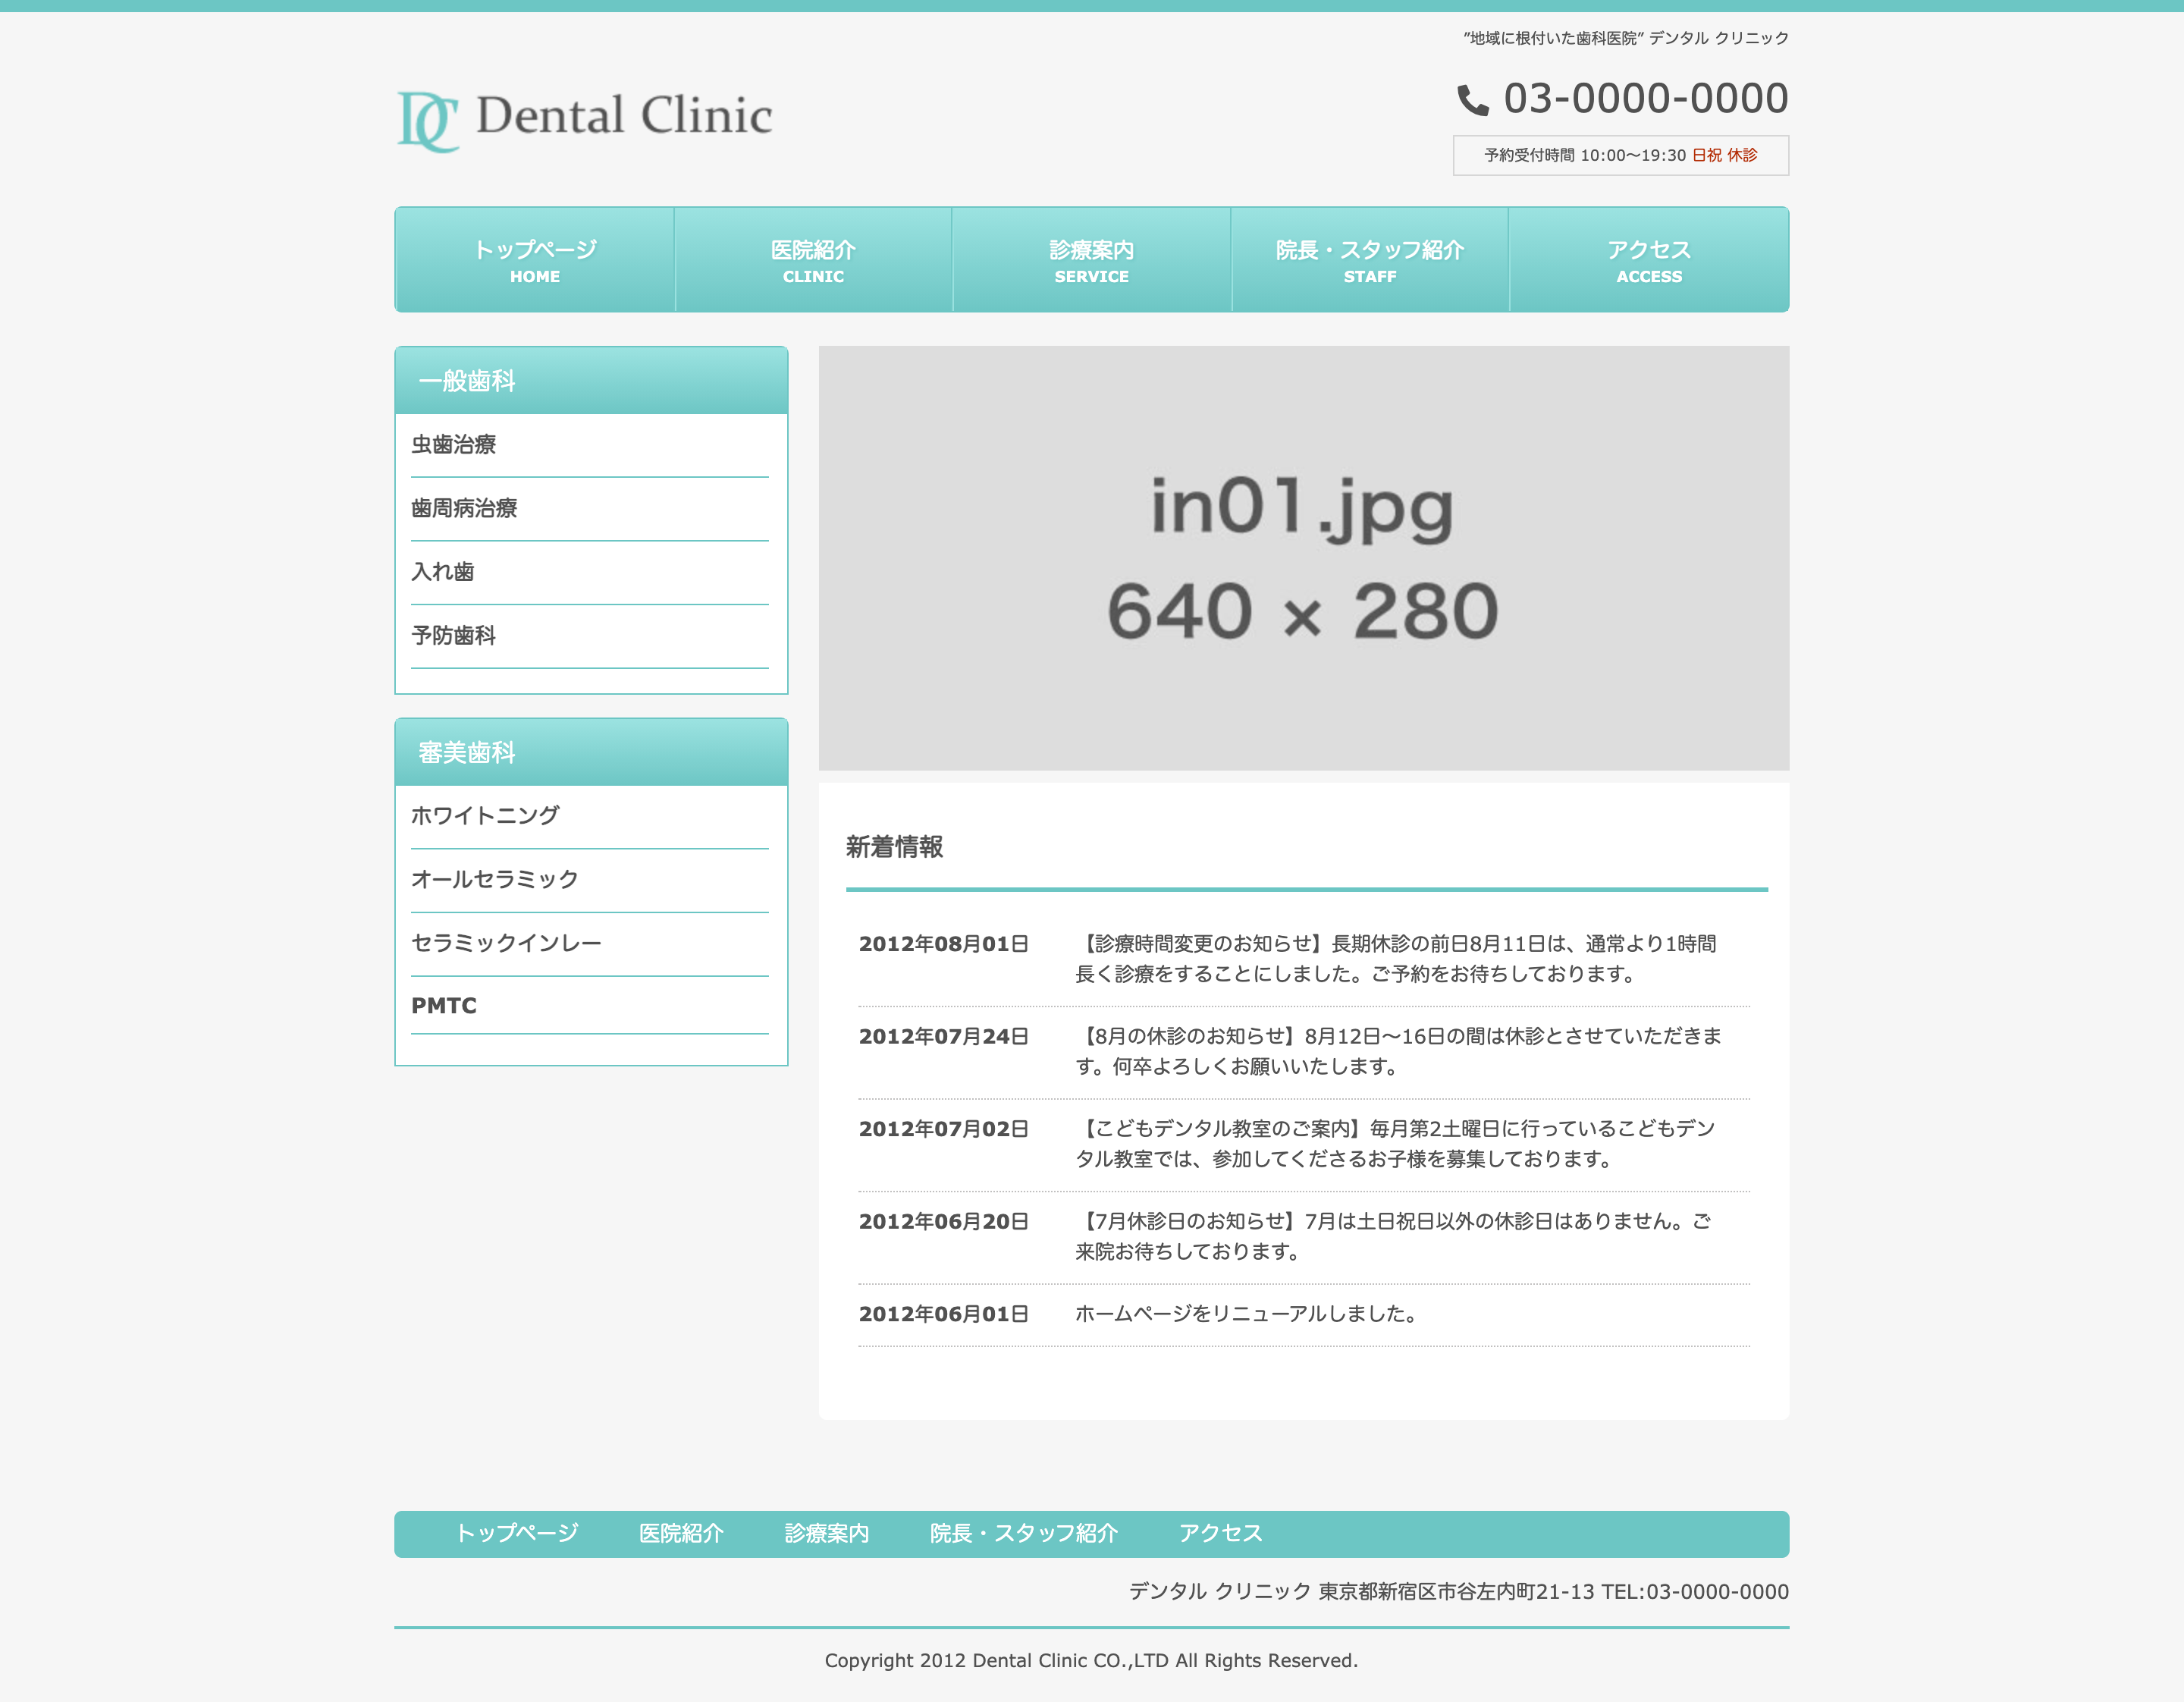 ”地域に根付いた歯科医院” デンタル クリニック
DC Dental Clinic
03-0000-0000
予約受付時間 10:00〜19:30 日祝 休診
トップページ
HOME
医院紹介
CLINIC
診療案内
SERVICE
院長・スタッフ紹介
STAFF
アクセス
ACCESS
一般歯科
虫歯治療
歯周病治療
入れ歯
予防歯科
審美歯科
ホワイトニング
オールセラミック
セラミックインレー
PMTC
in01.jpg
640 × 280
新着情報
2012年08月01日
【診療時間変更のお知らせ】長期休診の前日8月11日は、通常より1時間
長く診療をすることにしました。ご予約をお待ちしております。
2012年07月24日
【8月の休診のお知らせ】8月12日〜16日の間は休診とさせていただきま
す。何卒よろしくお願いいたします。
2012年07月02日
【こどもデンタル教室のご案内】毎月第2土曜日に行っているこどもデン
タル教室では、参加してくださるお子様を募集しております。
2012年06月20日
【7月休診日のお知らせ】7月は土日祝日以外の休診日はありません。ご
来院お待ちしております。
2012年06月01日
ホームページをリニューアルしました。
トップページ 医院紹介 診療案内 院長・スタッフ紹介 アクセス
デンタル クリニック 東京都新宿区市谷左内町21-13 TEL:03-0000-0000
Copyright 2012 Dental Clinic CO.,LTD All Rights Reserved.